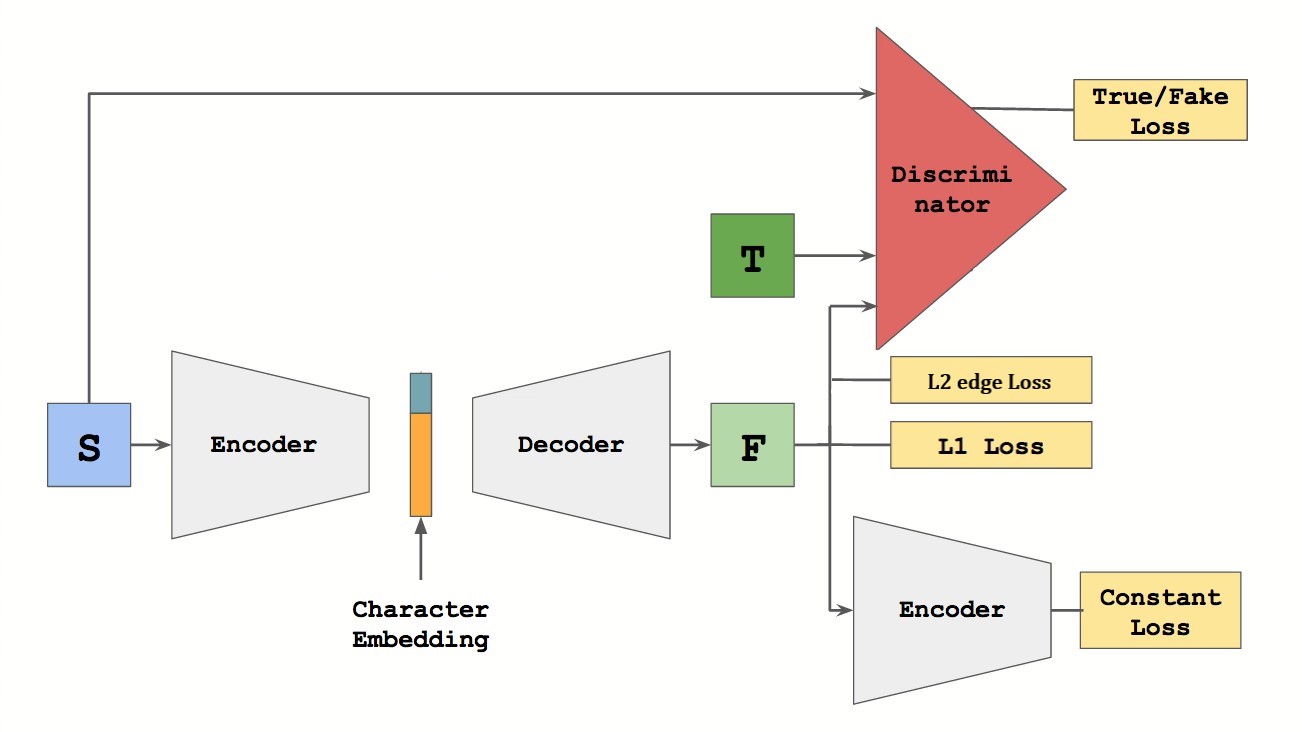 True/Fake
Loss
Discrimi
nator
T
L2 edge Loss
S
Encoder
Decoder
F
L1 Loss
Character
Embedding
Encoder
Constant
Loss